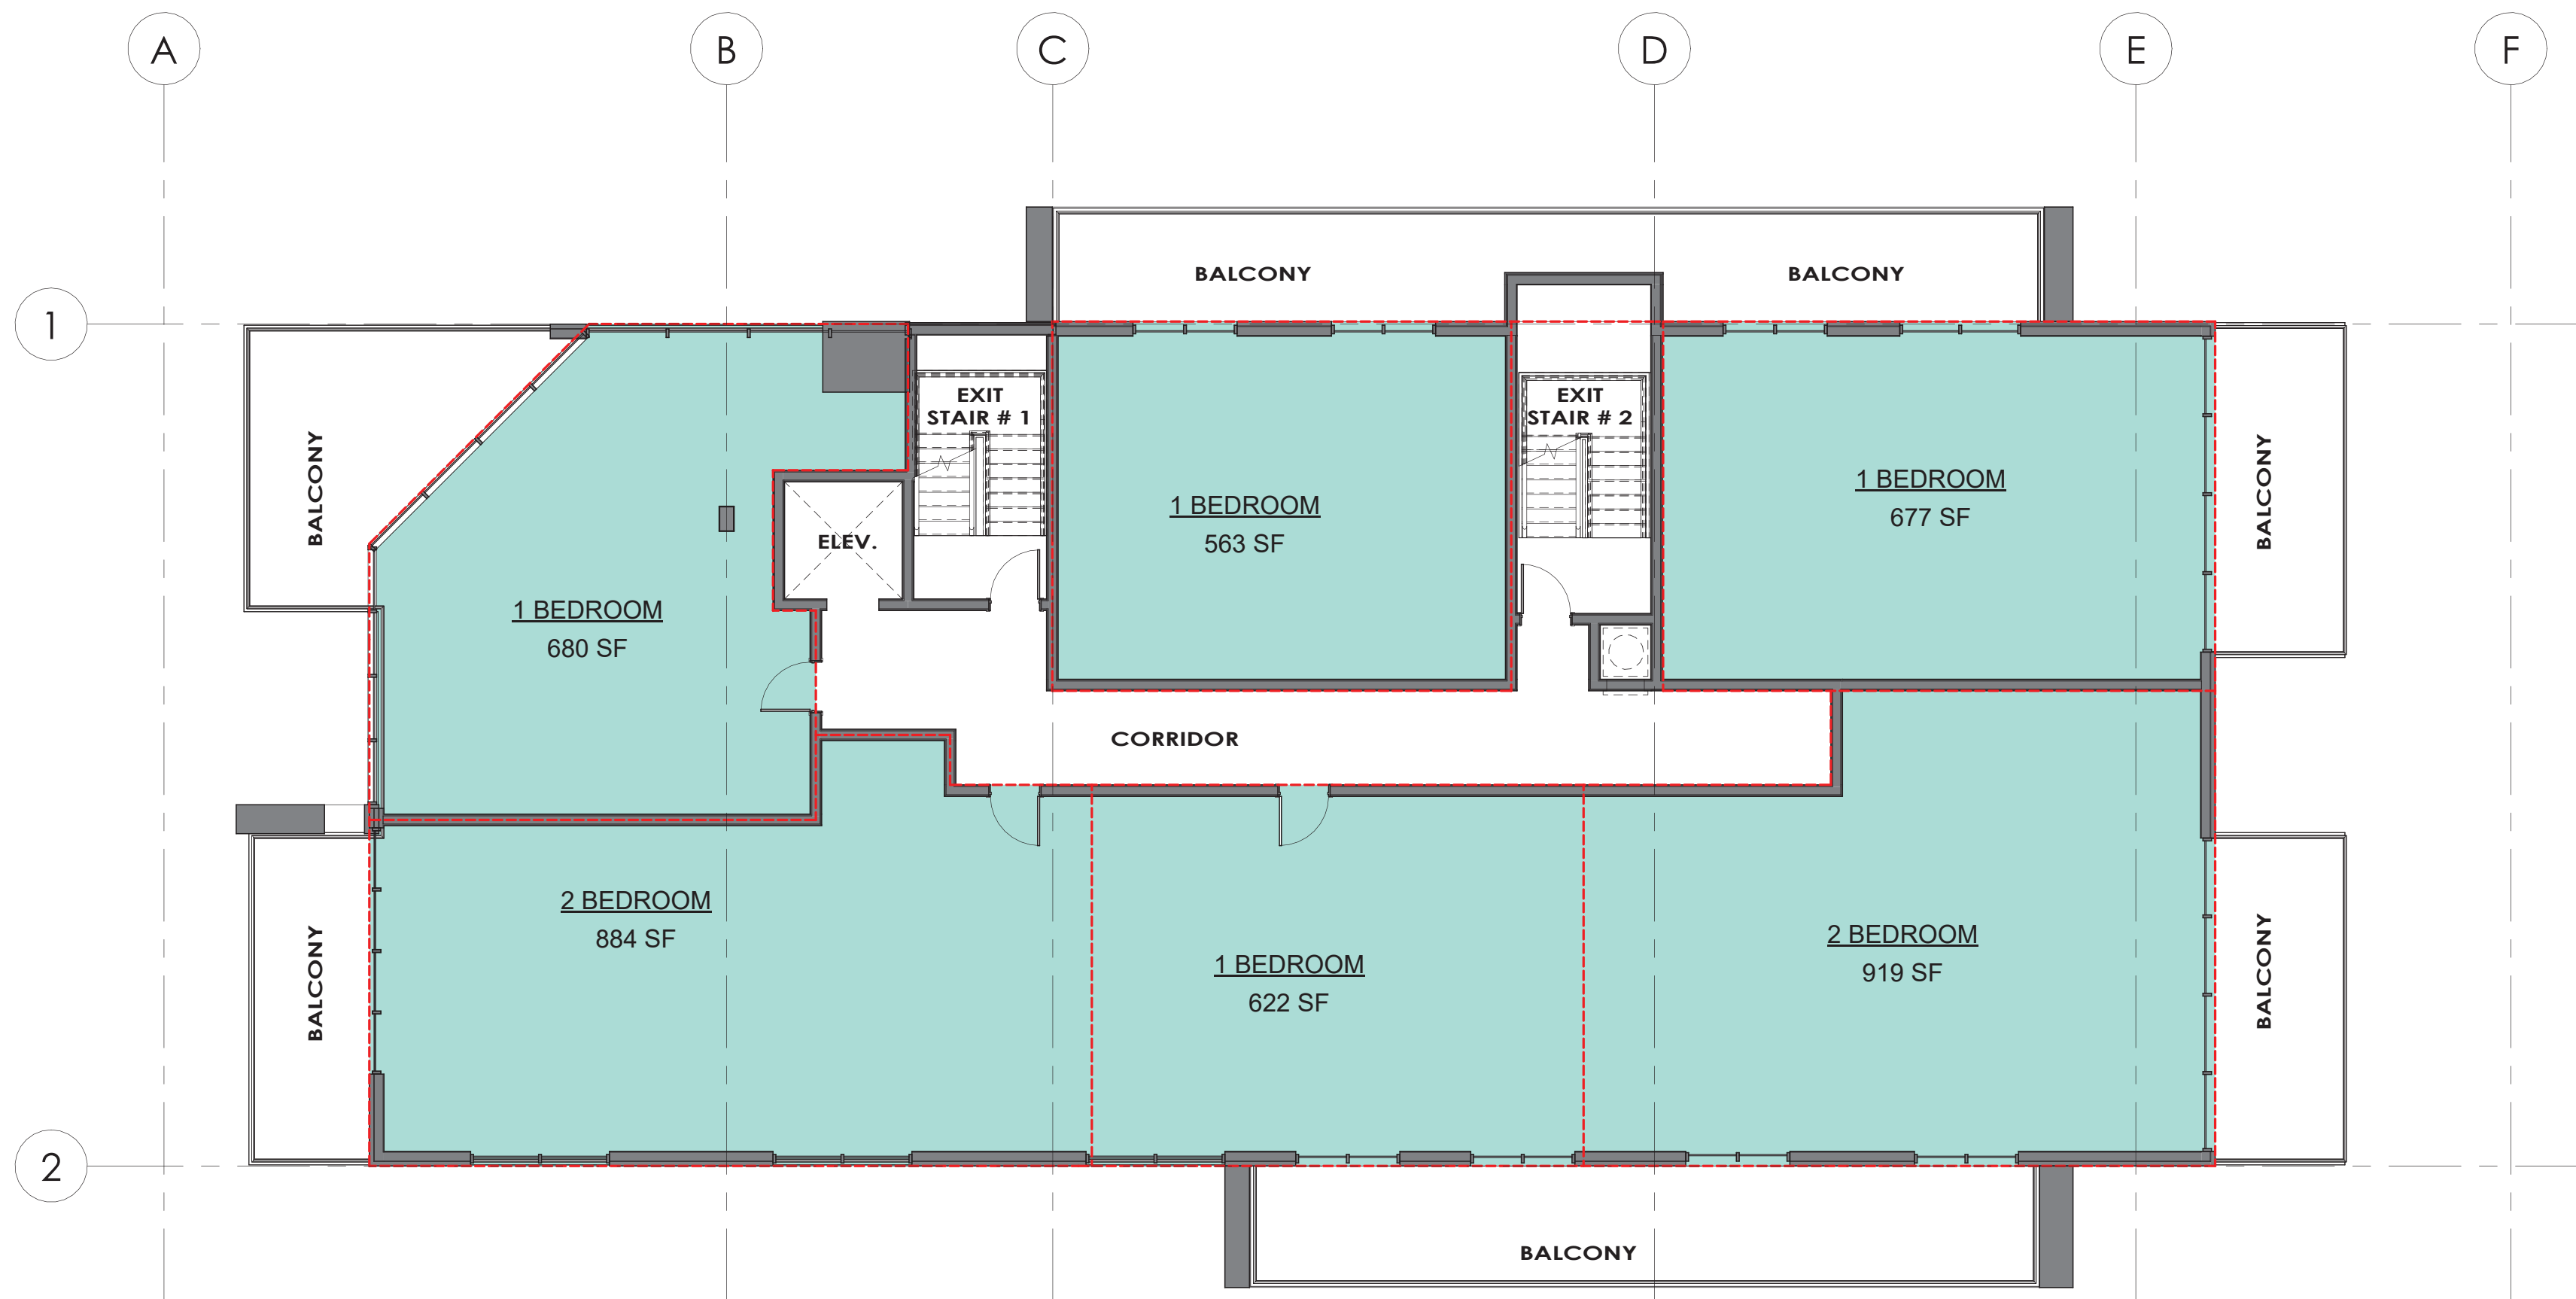 A
B
C
D
E
F
1
2
BALCONY
BALCONY
BALCONY
BALCONY
EXIT
STAIR # 1
EXIT
STAIR # 2
1 BEDROOM
677 SF
1 BEDROOM
563 SF
ELEV.
1 BEDROOM
680 SF
CORRIDOR
2 BEDROOM
884 SF
1 BEDROOM
622 SF
2 BEDROOM
919 SF
BALCONY
BALCONY
BALCONY